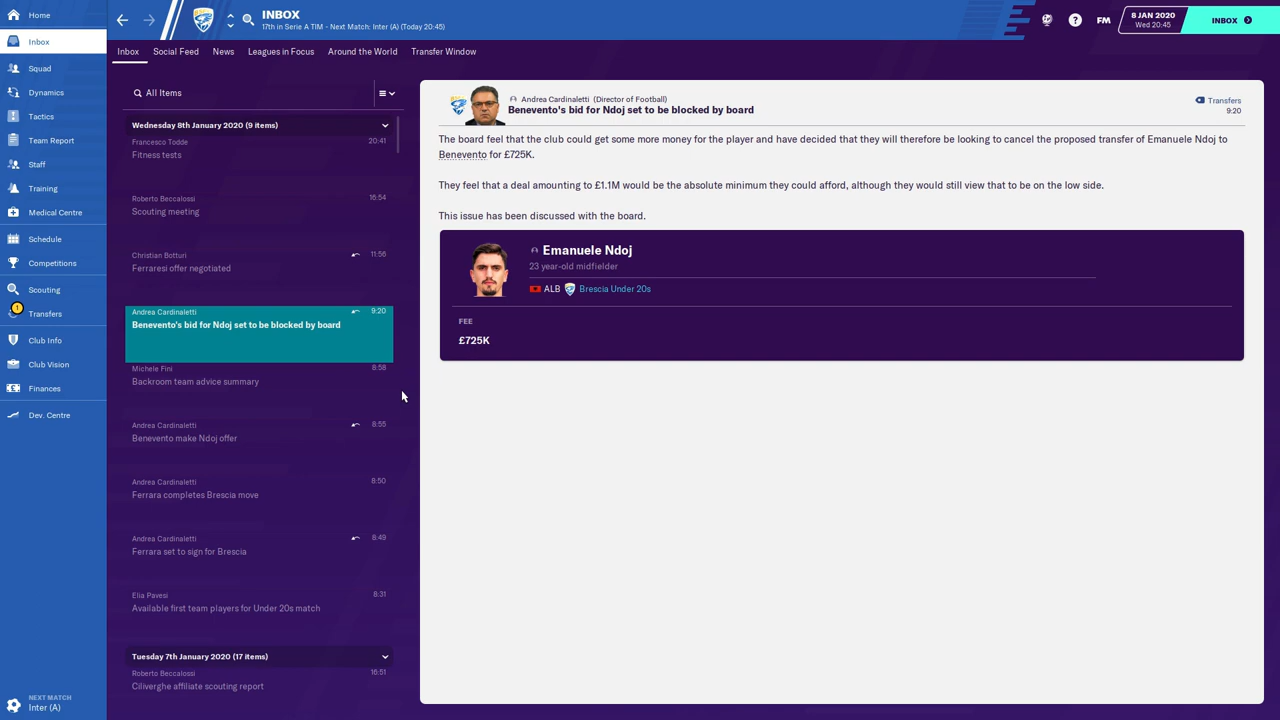 Home
Inbox
Squad
Dynamics
Tactics
Team Report
Staff
Training
Medical Centre
Schedule
Competitions
Scouting
1
Transfers
Club Info
Club Vision
Finances
Dev. Centre
NEXT MATCH
Inter (A)
INBOX
17th in Serie A TIM - Next Match: Inter (A) (Today 20:45)
?
FM
8 JAN 2020
Wed 20:45
INBOX
Inbox
Social Feed
News
Leagues in Focus
Around the World
Transfer Window
All Items
Wednesday 8th January 2020 (9 items)
Francesco Todde 20:41
Fitness tests
Roberto Beccalossi 16:54
Scouting meeting
Christian Botturi 11:56
Ferraresi offer negotiated
Andrea Cardinaletti 9:20
Benevento's bid for Ndoj set to be blocked by board
Michele Fini 8:58
Backroom team advice summary
Andrea Cardinaletti 8:55
Benevento make Ndoj offer
Andrea Cardinaletti 8:50
Ferrara completes Brescia move
Andrea Cardinaletti 8:49
Ferrara set to sign for Brescia
Elia Pavesi 8:31
Available first team players for Under 20s match
Tuesday 7th January 2020 (17 items)
Roberto Beccalossi 16:51
Ciliverghe affiliate scouting report
Andrea Cardinaletti (Director of Football)
Benevento's bid for Ndoj set to be blocked by board
Transfers
9:20
The board feel that the club could get some more money for the player and have decided that they will therefore be looking to cancel the proposed transfer of Emanuele Ndoj to
Benevento for £725K.
They feel that a deal amounting to £1.1M would be the absolute minimum they could afford, although they would still view that to be on the low side.
This issue has been discussed with the board.
Emanuele Ndoj
23 year-old midfielder
ALB Brescia Under 20s
FEE
£725K